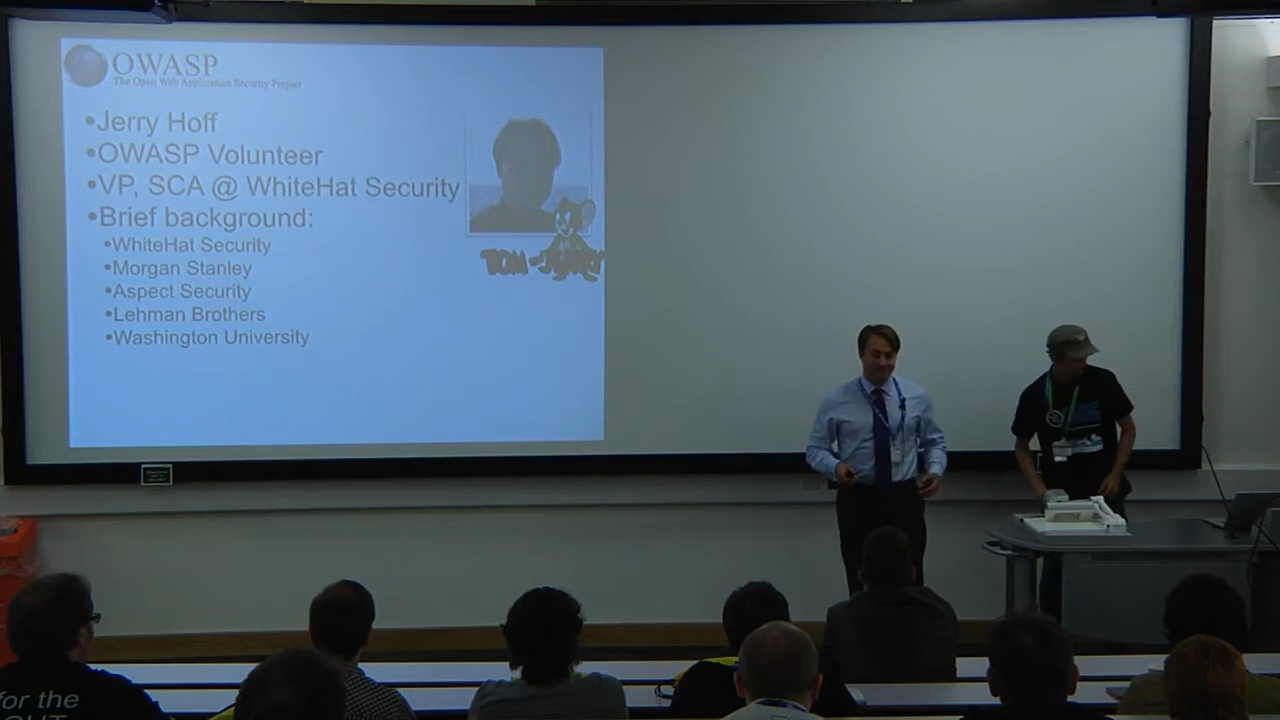 OWASP
The Open Web Application Security Project
•Jerry Hoff
•OWASP Volunteer
•VP, SCA @ WhiteHat Security
•Brief background:
•WhiteHat Security
•Morgan Stanley
•Aspect Security
•Lehman Brothers
•Washington University
TOM
for the